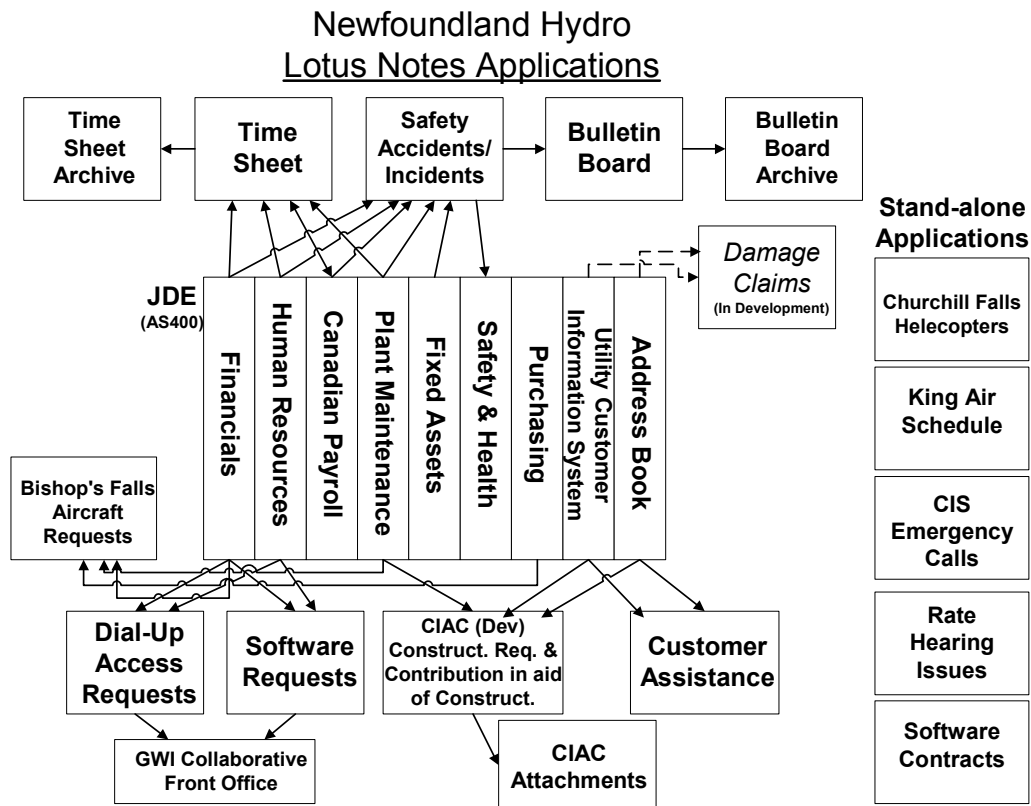 Newfoundland Hydro
Lotus Notes Applications
Time
Sheet
Archive
Time
Sheet
Safety
Accidents/
Incidents
Bulletin
Board
Bulletin
Board
Archive
Stand-alone
Applications
Damage
Claims
(In Development)
JDE
(AS400)
Financials
Human Resources
Canadian Payroll
Plant Maintenance
Fixed Assets
Safety & Health
Purchasing
Utility Customer
Information System
Address Book
Churchill Falls
Helecopters
King Air
Schedule
CIS
Emergency
Calls
Rate
Hearing
Issues
Software
Contracts
Bishop's Falls
Aircraft
Requests
Dial-Up
Access
Requests
Software
Requests
CIAC (Dev)
Construct. Req. &
Contribution in aid
of Construct.
Customer
Assistance
GWI Collaborative
Front Office
CIAC
Attachments